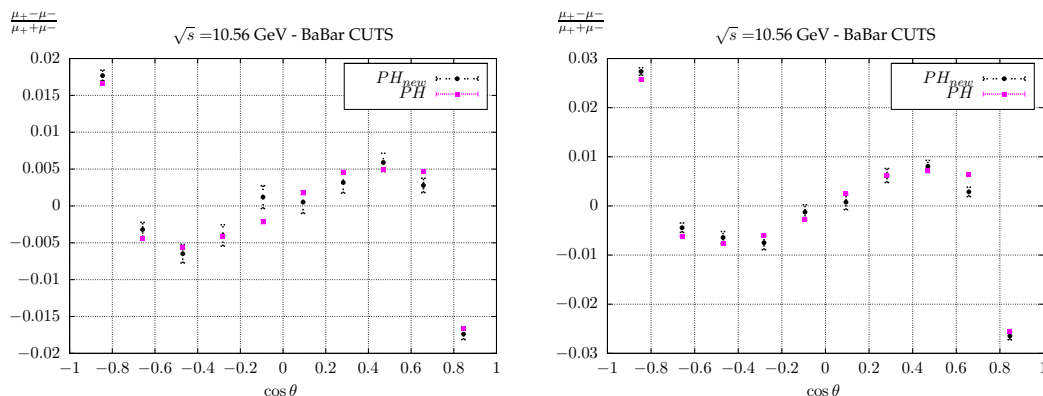 μ₊−μ−
μ₊+μ−
√s =10.56 GeV - BaBar CUTS
PH_new
PH
0.02
0.015
0.01
0.005
0
−0.005
−0.01
−0.015
−0.02
−1 −0.8 −0.6 −0.4 −0.2 0 0.2 0.4 0.6 0.8 1
cos θ
μ₊−μ−
μ₊+μ−
√s =10.56 GeV - BaBar CUTS
PH_new
PH
0.03
0.02
0.01
0
−0.01
−0.02
−0.03
−1 −0.8 −0.6 −0.4 −0.2 0 0.2 0.4 0.6 0.8 1
cos θ